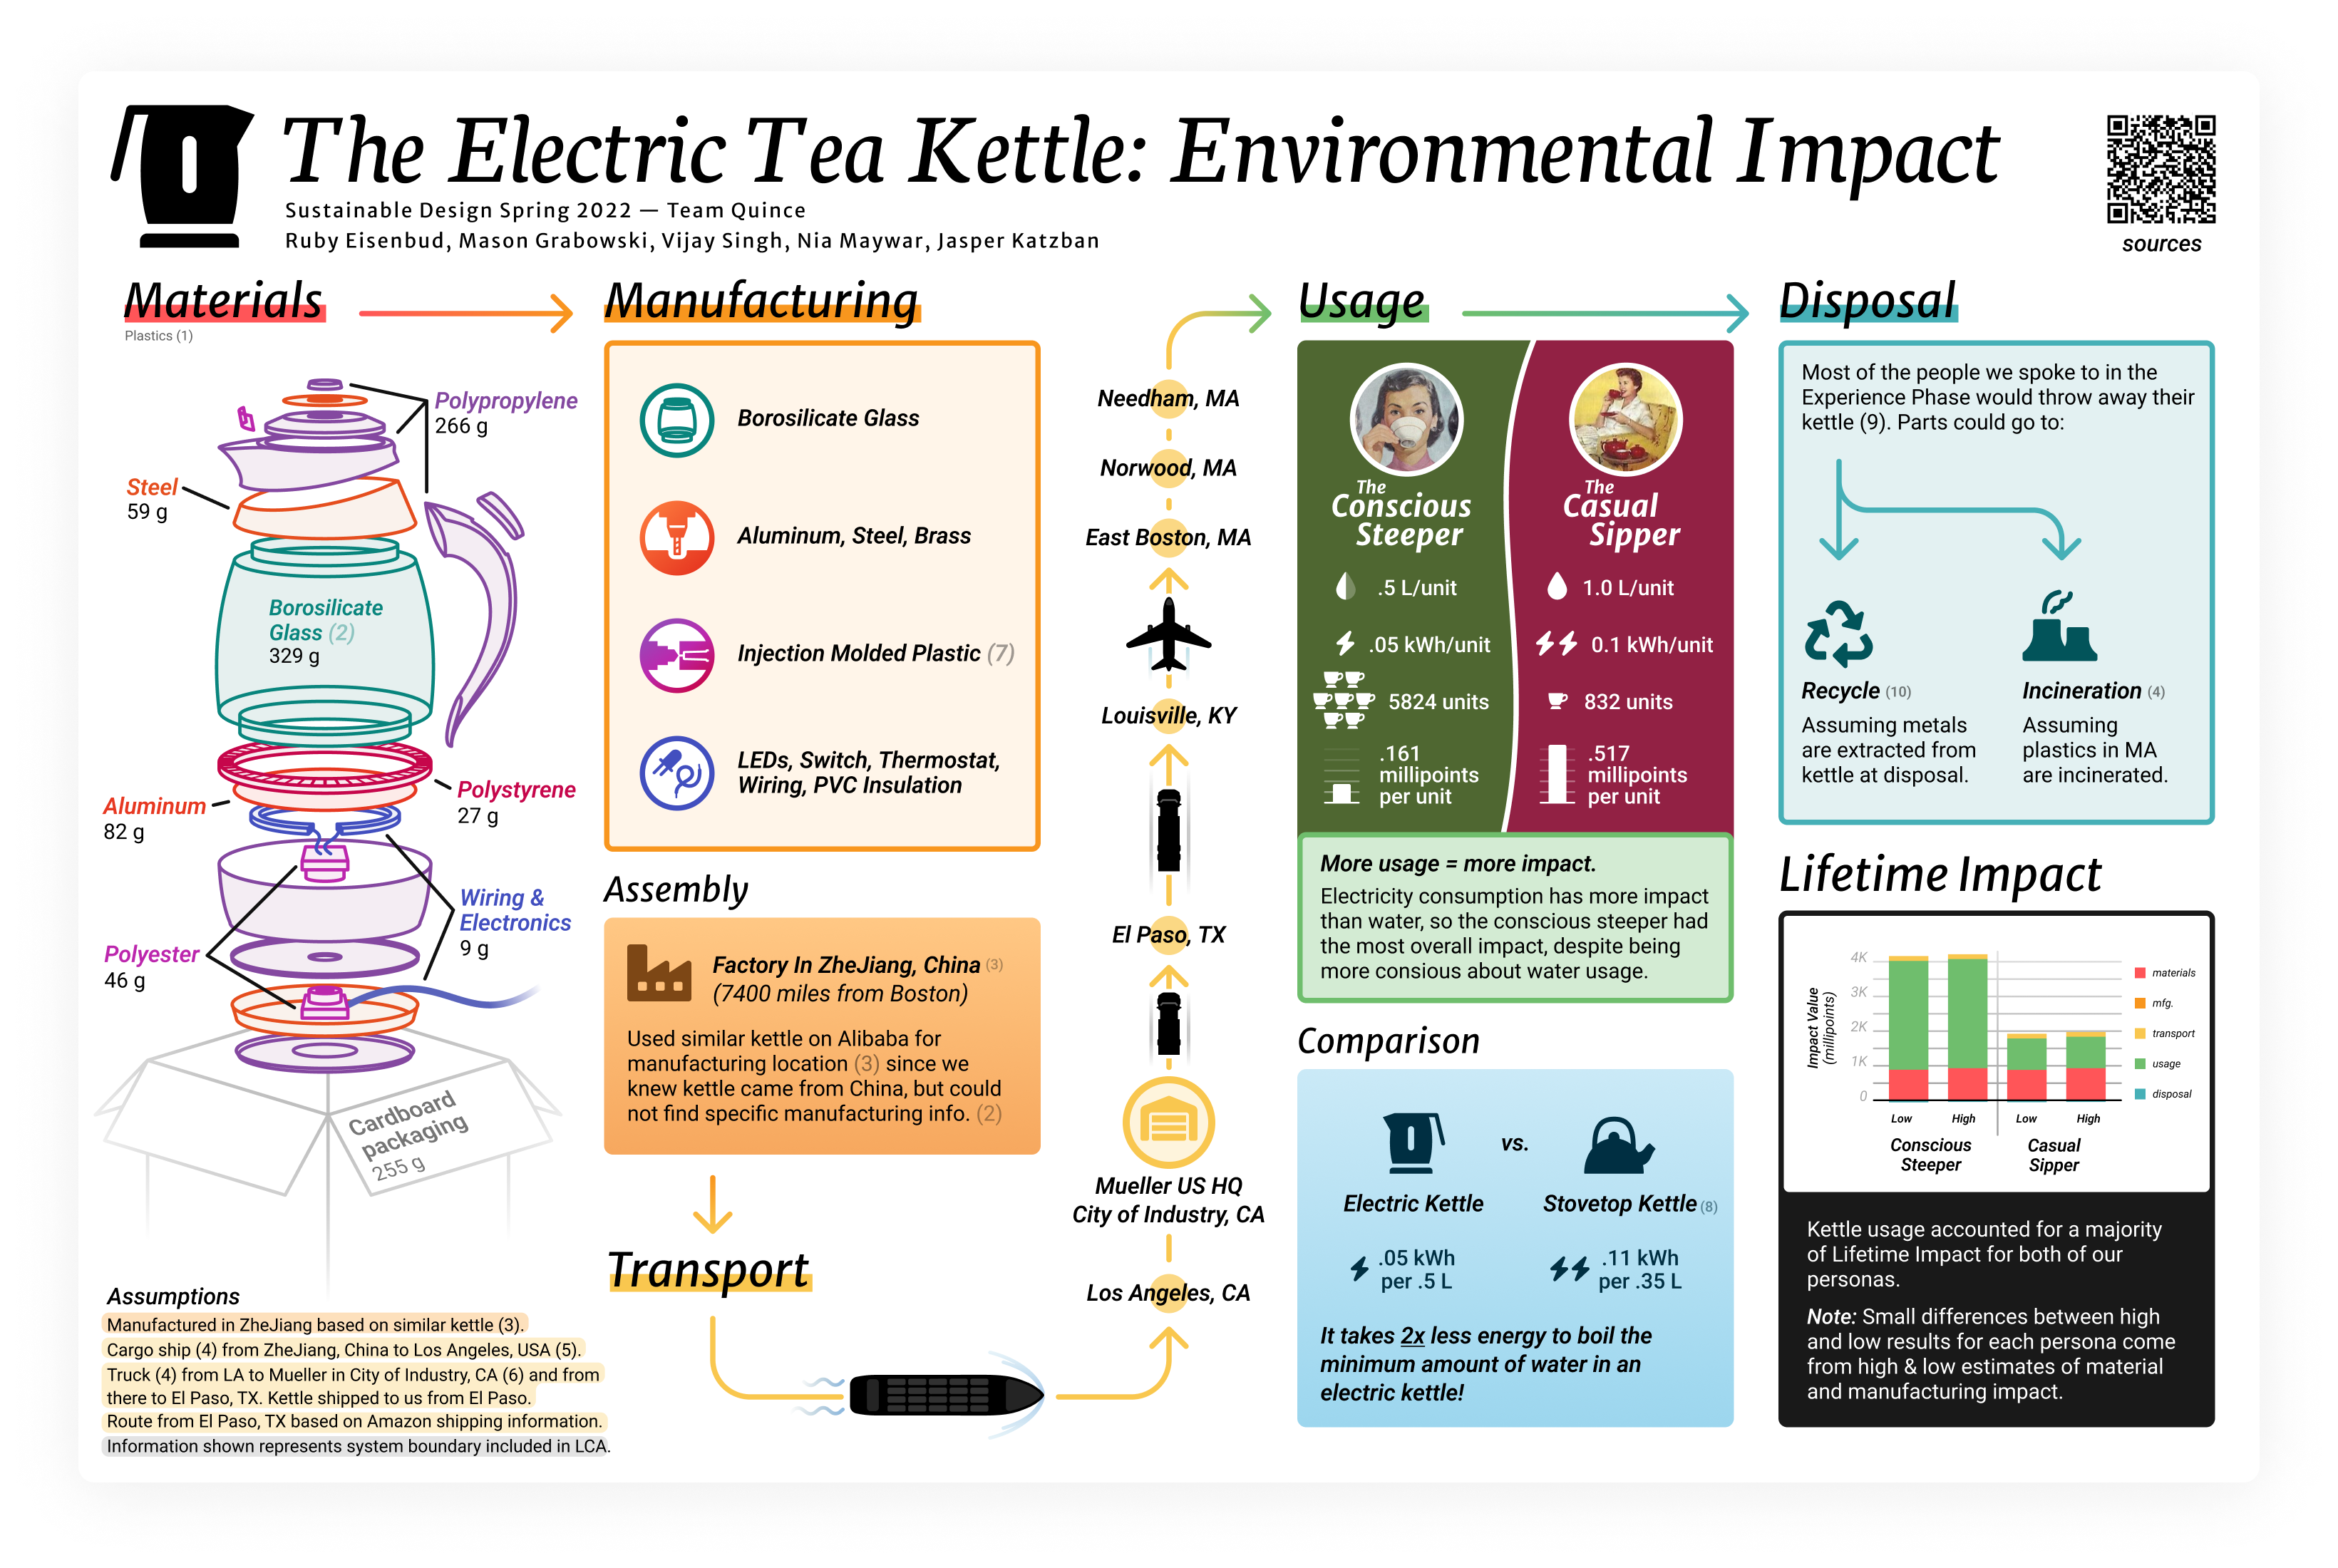 The Electric Tea Kettle: Environmental Impact
Sustainable Design Spring 2022 — Team Quince
Ruby Eisenbud, Mason Grabowski, Vijay Singh, Nia Maywar, Jasper Katzban
sources
Materials
Plastics (1)
Polypropylene
266 g
Steel
59 g
Borosilicate
Glass (2)
329 g
Polystyrene
27 g
Aluminum
82 g
Wiring &
Electronics
9 g
Polyester
46 g
Cardboard
packaging
255 g
Assumptions
Manufactured in ZheJiang based on similar kettle (3).
Cargo ship (4) from ZheJiang, China to Los Angeles, USA (5).
Truck (4) from LA to Mueller in City of Industry, CA (6) and from
there to El Paso, TX. Kettle shipped to us from El Paso.
Route from El Paso, TX based on Amazon shipping information.
Information shown represents system boundary included in LCA.
Manufacturing
Borosilicate Glass
Aluminum, Steel, Brass
Injection Molded Plastic (7)
LEDs, Switch, Thermostat,
Wiring, PVC Insulation
Assembly
Factory In ZheJiang, China (3)
(7400 miles from Boston)
Used similar kettle on Alibaba for
manufacturing location (3) since we
knew kettle came from China, but could
not find specific manufacturing info. (2)
Transport
Needham, MA
Norwood, MA
East Boston, MA
Louisville, KY
El Paso, TX
Mueller US HQ
City of Industry, CA
Los Angeles, CA
Usage
The
Conscious
Steeper
.5 L/unit
.05 kWh/unit
5824 units
.161
millipoints
per unit
The
Casual
Sipper
1.0 L/unit
0.1 kWh/unit
832 units
.517
millipoints
per unit
More usage = more impact.
Electricity consumption has more impact
than water, so the conscious steeper had
the most overall impact, despite being
more consious about water usage.
Comparison
Electric Kettle
vs.
Stovetop Kettle (8)
.05 kWh
per .5 L
.11 kWh
per .35 L
It takes 2x less energy to boil the
minimum amount of water in an
electric kettle!
Disposal
Most of the people we spoke to in the
Experience Phase would throw away their
kettle (9). Parts could go to:
Recycle (10)
Assuming metals
are extracted from
kettle at disposal.
Incineration (4)
Assuming
plastics in MA
are incinerated.
Lifetime Impact
Impact Value
(millipoints)
4K
3K
2K
1K
0
Low
High
Low
High
Conscious
Steeper
Casual
Sipper
materials
mfg.
transport
usage
disposal
Kettle usage accounted for a majority
of Lifetime Impact for both of our
personas.
Note: Small differences between high
and low results for each persona come
from high & low estimates of material
and manufacturing impact.